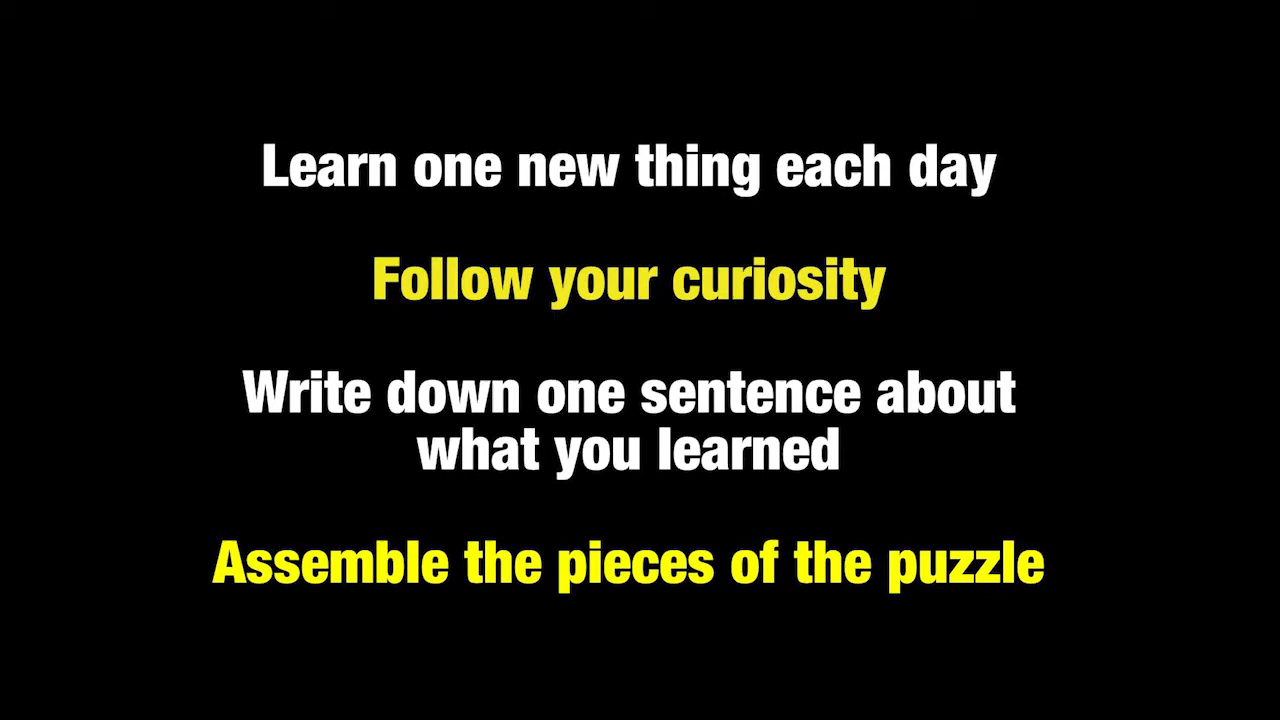 Learn one new thing each day
Follow your curiosity
Write down one sentence about
what you learned
Assemble the pieces of the puzzle